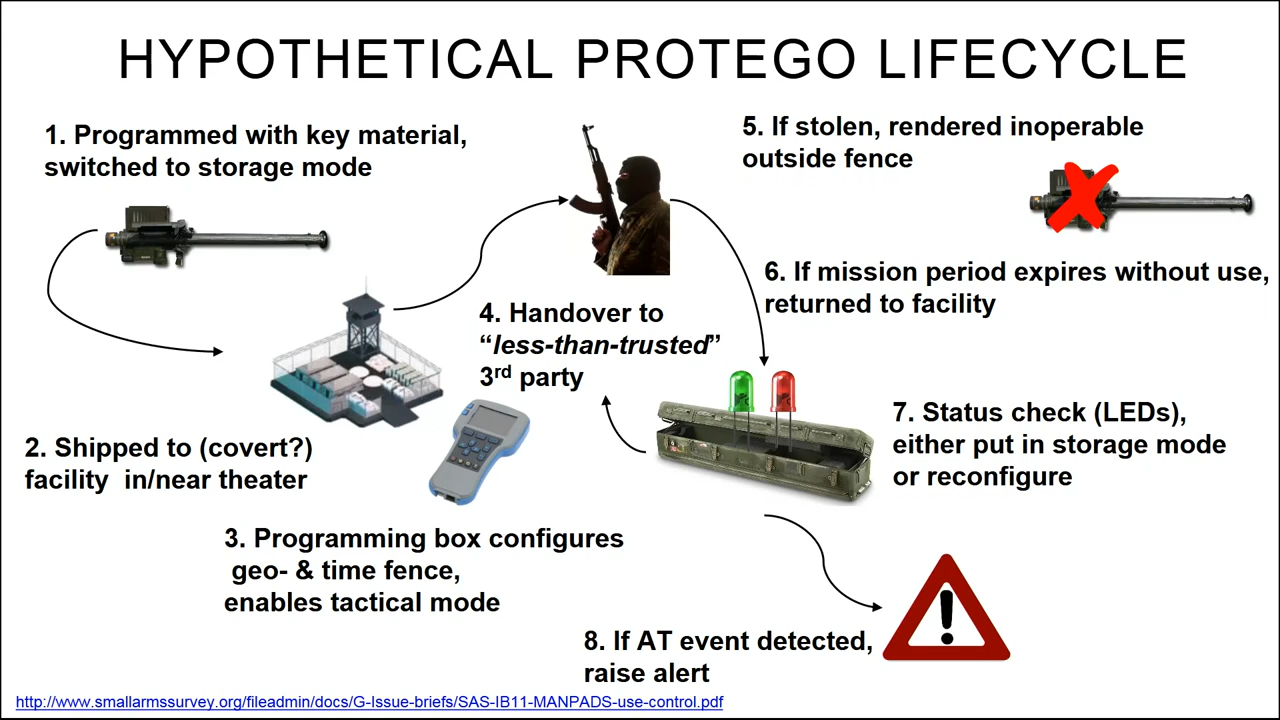 HYPOTHETICAL PROTEGO LIFECYCLE
1. Programmed with key material,
switched to storage mode
2. Shipped to (covert?)
facility in/near theater
3. Programming box configures
geo- & time fence,
enables tactical mode
4. Handover to
“less-than-trusted”
3rd party
5. If stolen, rendered inoperable
outside fence
6. If mission period expires without use,
returned to facility
7. Status check (LEDs),
either put in storage mode
or reconfigure
8. If AT event detected,
raise alert
http://www.smallarmssurvey.org/fileadmin/docs/G-Issue-briefs/SAS-IB11-MANPADS-use-control.pdf